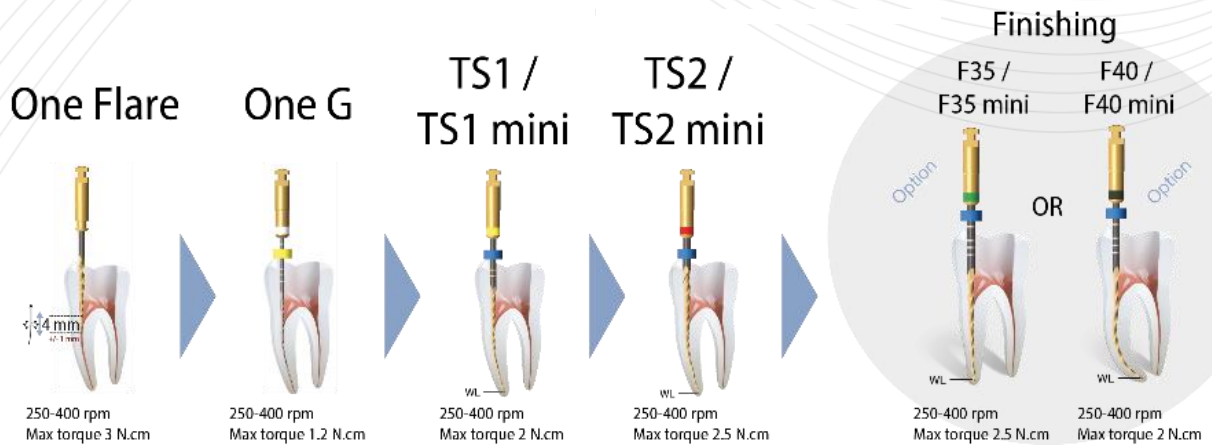 Finishing
One Flare
One G
TS1 /
TS1 mini
TS2 /
TS2 mini
F35 /
F35 mini
F40 /
F40 mini
Option
OR
Option
4 mm
+/-1 mm
WL
WL
WL
WL
250-400 rpm
Max torque 3 N.cm
250-400 rpm
Max torque 1.2 N.cm
250-400 rpm
Max torque 2 N.cm
250-400 rpm
Max torque 2.5 N.cm
250-400 rpm
Max torque 2.5 N.cm
250-400 rpm
Max torque 2 N.cm